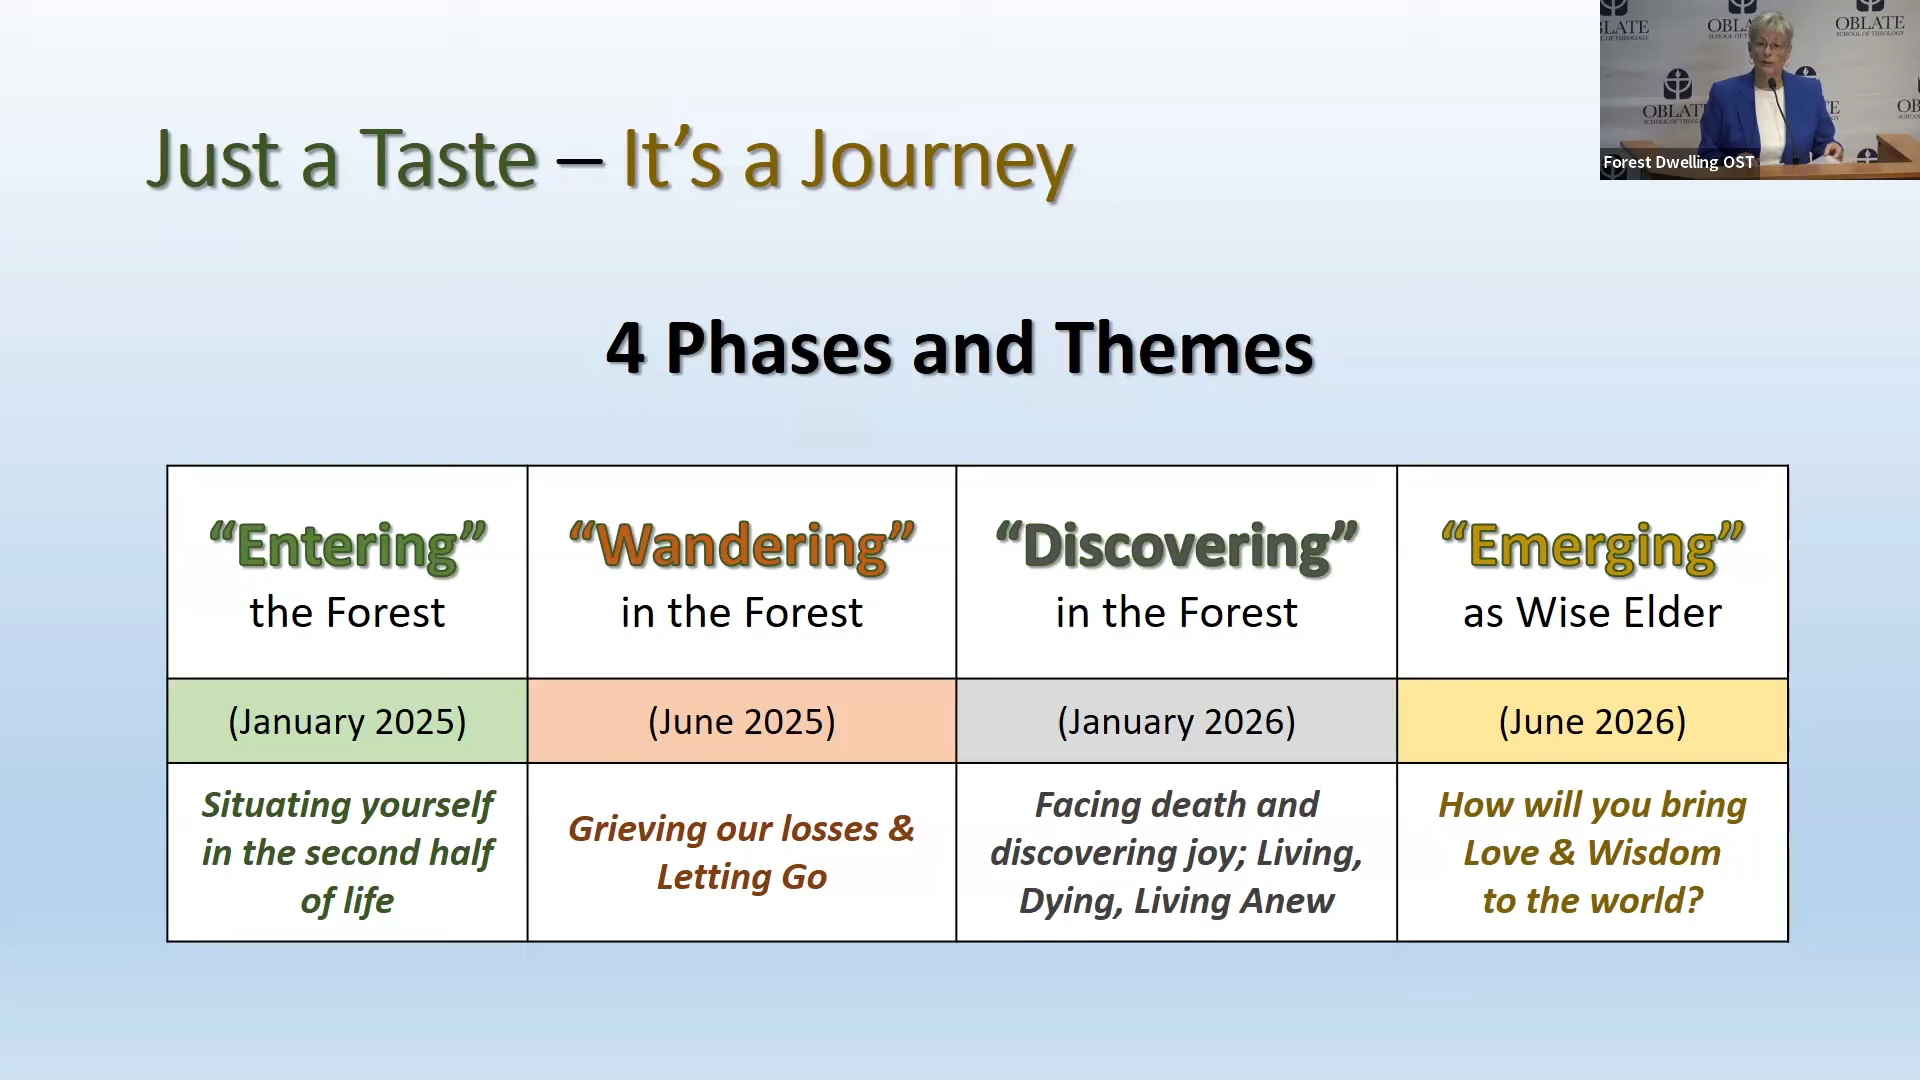 Just a Taste – It’s a Journey
4 Phases and Themes
“Entering”
the Forest
“Wandering”
in the Forest
“Discovering”
in the Forest
“Emerging”
as Wise Elder
(January 2025)
(June 2025)
(January 2026)
(June 2026)
Situating yourself
in the second half
of life
Grieving our losses &
Letting Go
Facing death and
discovering joy; Living,
Dying, Living Anew
How will you bring
Love & Wisdom
to the world?
OBLATE
SCHOOL OF THEOLOGY
Forest Dwelling OST